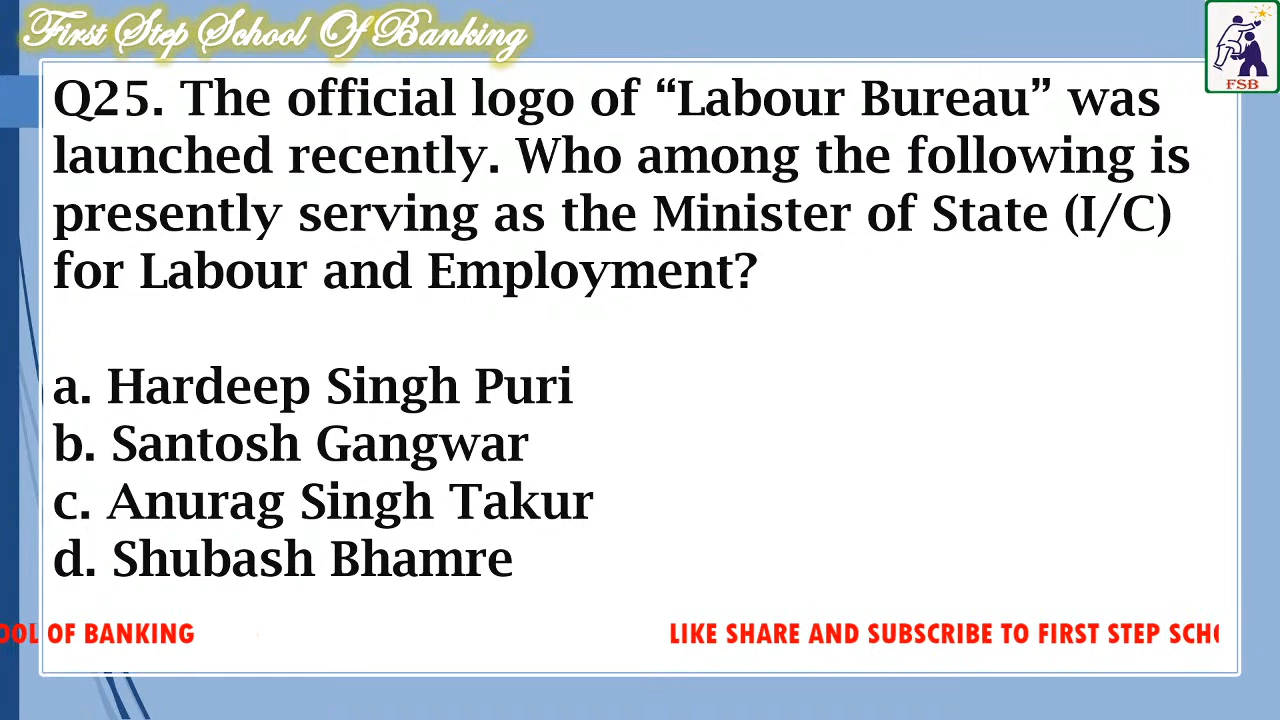 First Step School Of Banking
FSB
Q25. The official logo of “Labour Bureau” was
launched recently. Who among the following is
presently serving as the Minister of State (I/C)
for Labour and Employment?
a. Hardeep Singh Puri
b. Santosh Gangwar
c. Anurag Singh Takur
d. Shubash Bhamre
OOL OF BANKING
LIKE SHARE AND SUBSCRIBE TO FIRST STEP SCHO